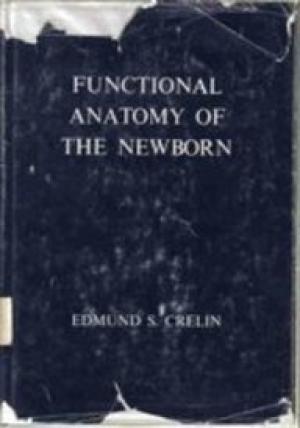 FUNCTIONAL
ANATOMY OF
THE NEWBORN
EDMUND S. CRELIN